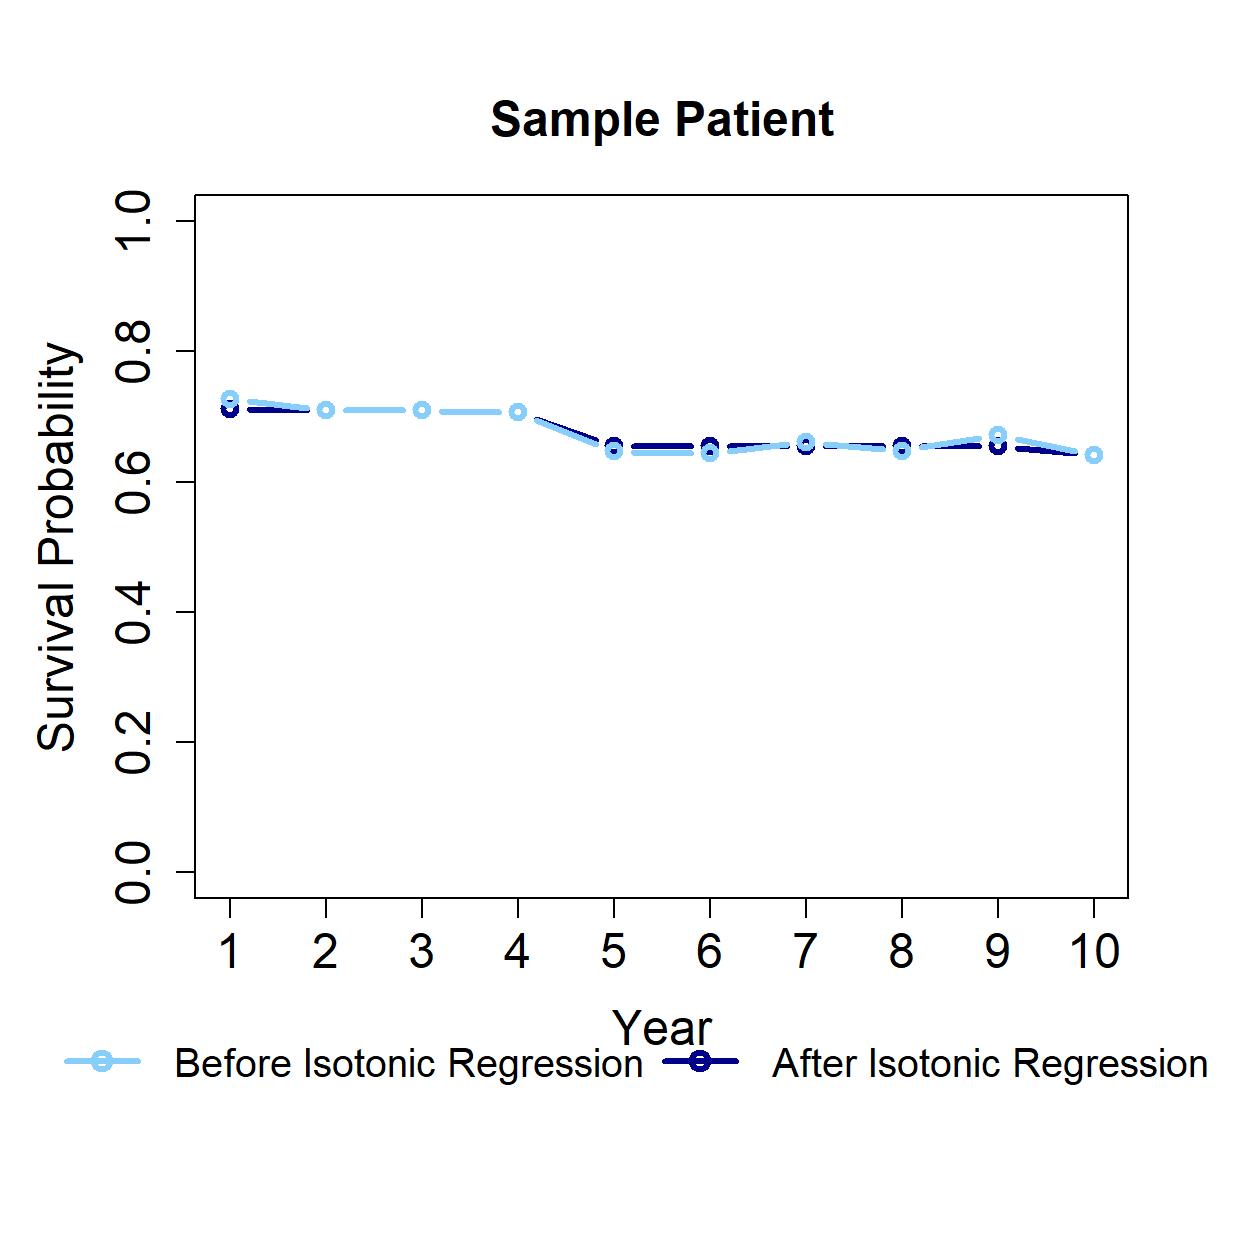 Sample Patient
Survival Probability
1.0
0.8
0.6
0.4
0.2
0.0
1 2 3 4 5 6 7 8 9 10
Year
Before Isotonic Regression After Isotonic Regression